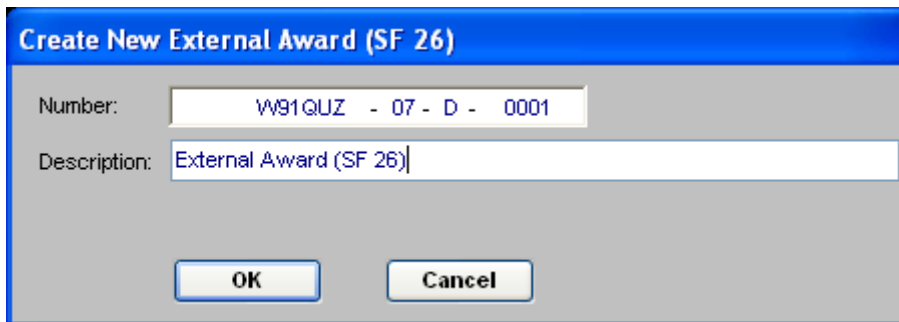 Create New External Award (SF 26)
Number: W91QUZ - 07 - D - 0001
Description: External Award (SF 26)
OK Cancel